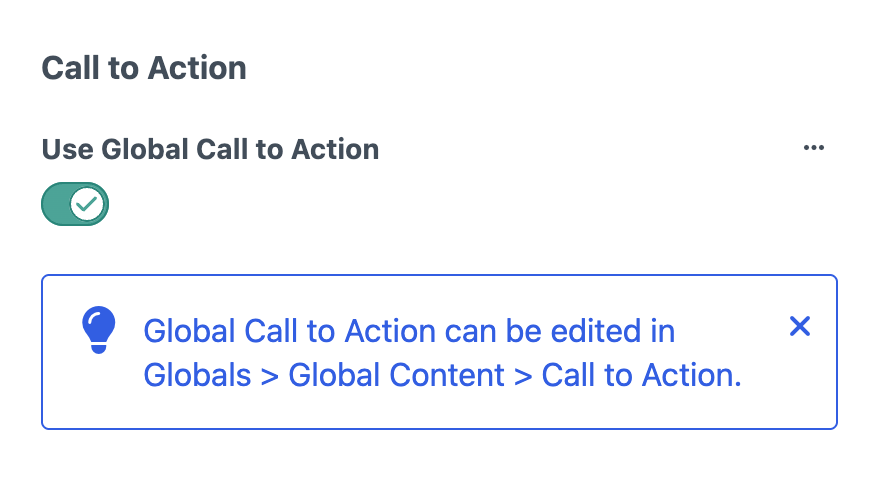 Call to Action
Use Global Call to Action
Global Call to Action can be edited in
Globals > Global Content > Call to Action.